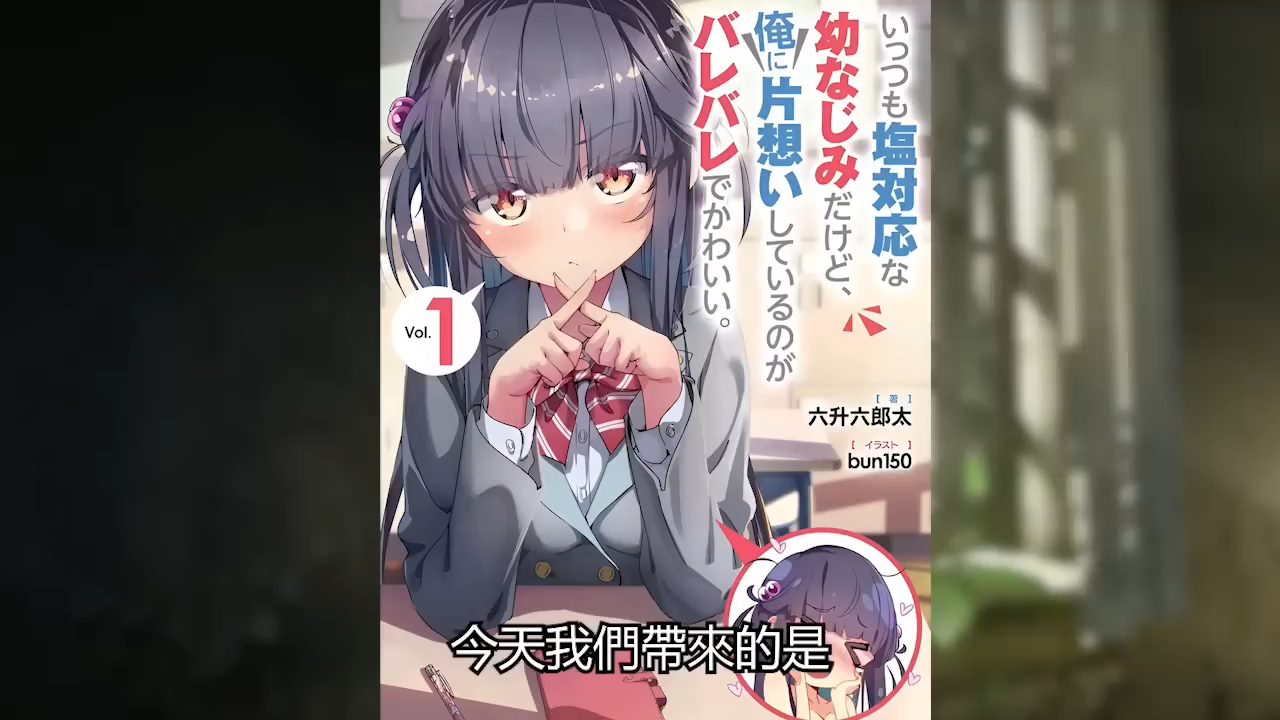 いっつも塩対応な
幼なじみだけど、
俺に片想いしているのが
バレバレでかわいい。
Vol.1
[著]
六升六郎太
[イラスト]
bun150
今天我們帶來的是